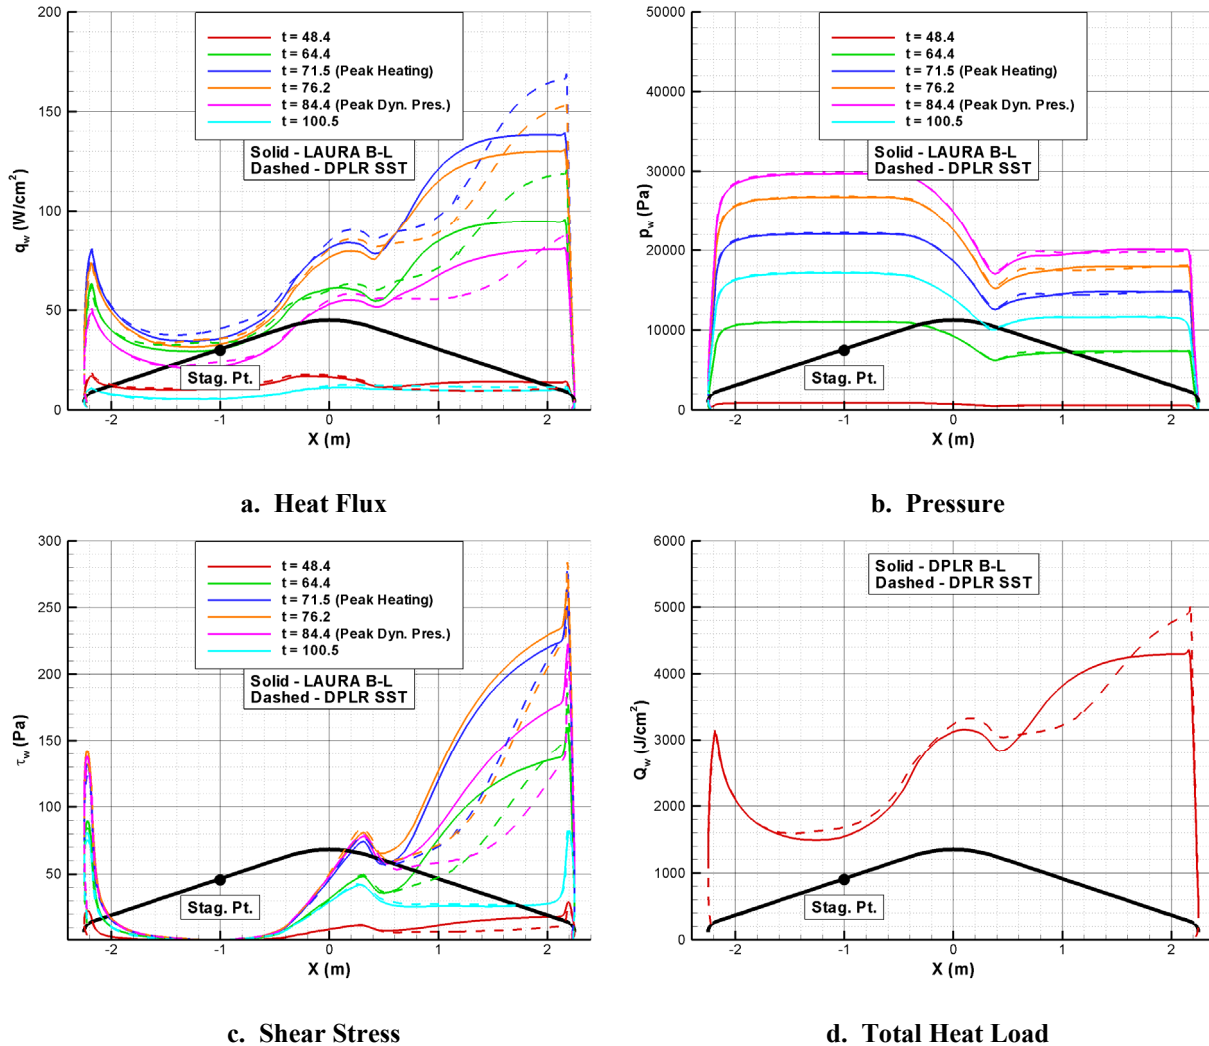 200
150
100
50
0
q_w (W/cm²)
t = 48.4
t = 64.4
t = 71.5 (Peak Heating)
t = 76.2
t = 84.4 (Peak Dyn. Pres.)
t = 100.5
Solid - LAURA B-L
Dashed - DPLR SST
Stag. Pt.
-2 -1 0 1 2
X (m)
a. Heat Flux
50000
40000
30000
20000
10000
0
p_w (Pa)
t = 48.4
t = 64.4
t = 71.5 (Peak Heating)
t = 76.2
t = 84.4 (Peak Dyn. Pres.)
t = 100.5
Solid - LAURA B-L
Dashed - DPLR SST
Stag. Pt.
-2 -1 0 1 2
X (m)
b. Pressure
300
250
200
150
100
50
τ_w (Pa)
t = 48.4
t = 64.4
t = 71.5 (Peak Heating)
t = 76.2
t = 84.4 (Peak Dyn. Pres.)
t = 100.5
Solid - LAURA B-L
Dashed - DPLR SST
Stag. Pt.
-2 -1 0 1 2
X (m)
c. Shear Stress
6000
5000
4000
3000
2000
1000
0
Q_w (J/cm²)
Solid - DPLR B-L
Dashed - DPLR SST
Stag. Pt.
-2 -1 0 1 2
X (m)
d. Total Heat Load